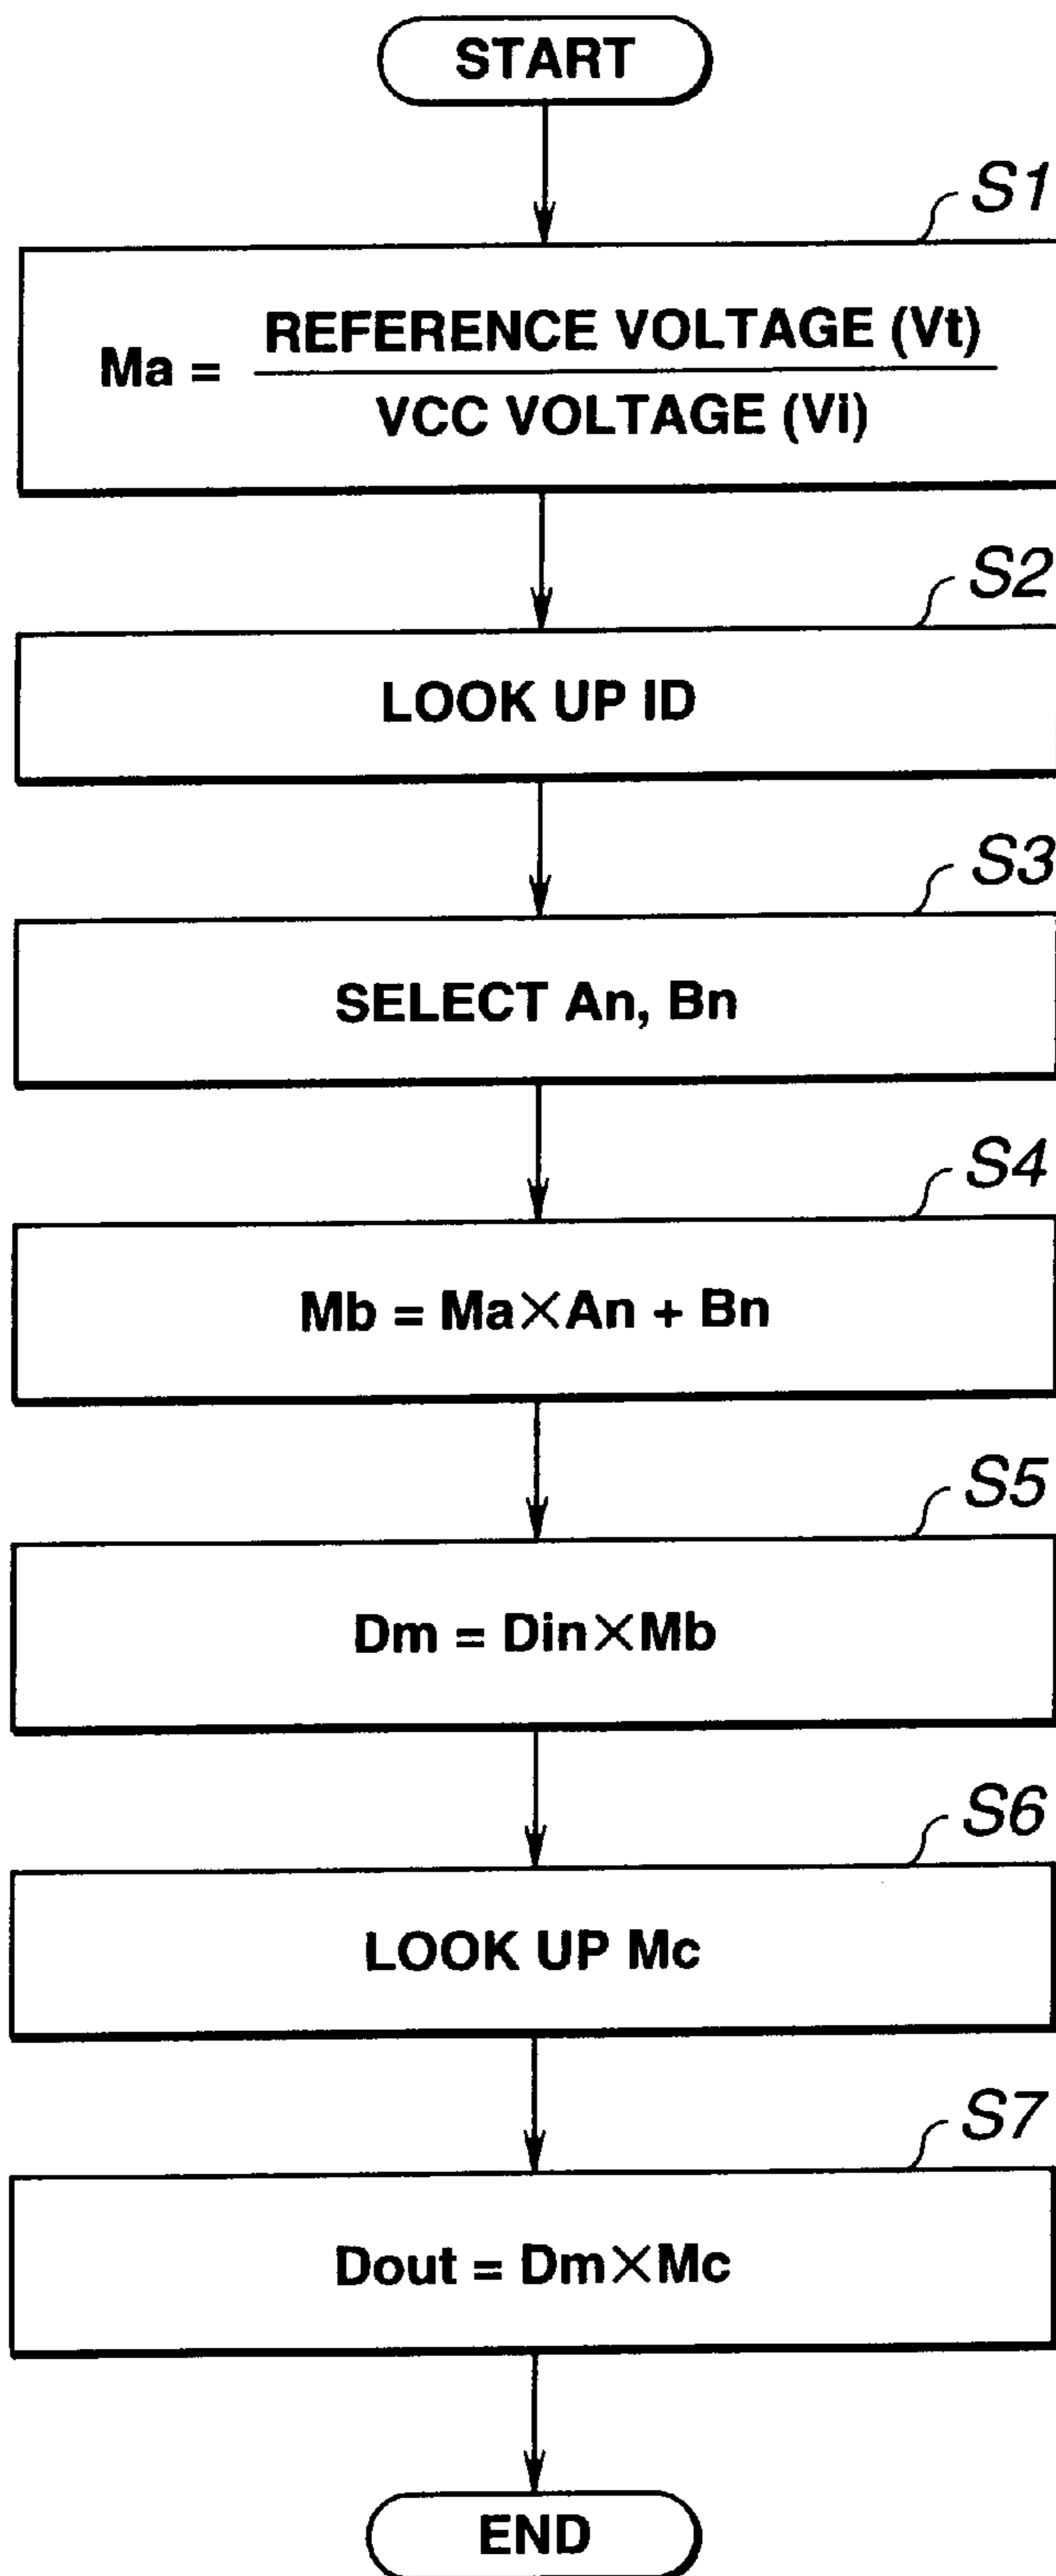 START
S1
Ma = REFERENCE VOLTAGE (Vt)
VCC VOLTAGE (Vi)
S2
LOOK UP ID
S3
SELECT An, Bn
S4
Mb = Ma×An + Bn
S5
Dm = Din×Mb
S6
LOOK UP Mc
S7
Dout = Dm×Mc
END